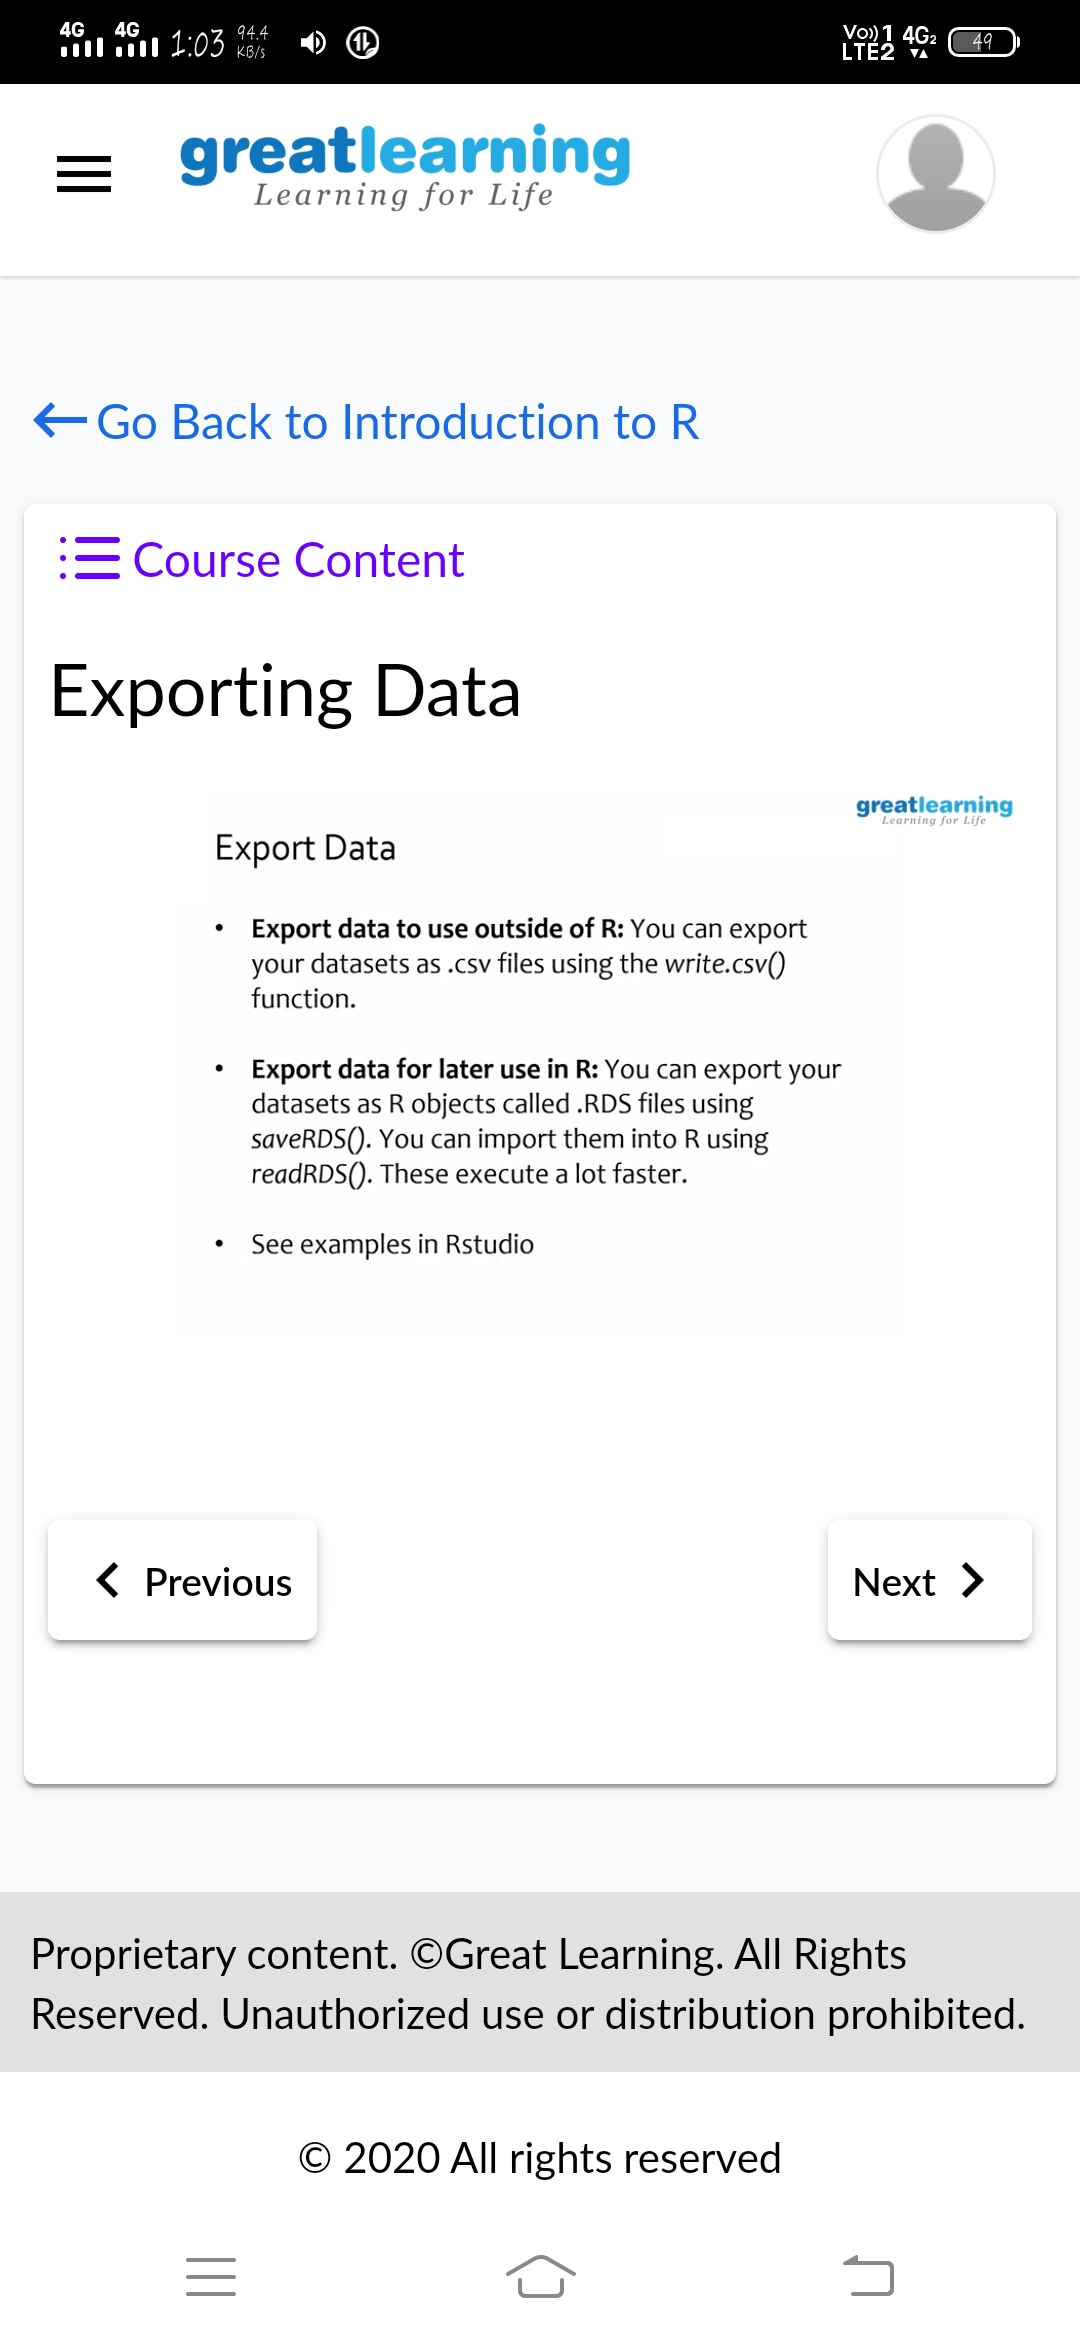 4G 4G 1:03 94.4 KB/s Vo)) 1 LTE2 4G2 49
greatlearning
Learning for Life
Go Back to Introduction to R
Course Content
Exporting Data
greatlearning
Learning for Life
Export Data
• Export data to use outside of R: You can export
your datasets as .csv files using the write.csv()
function.
• Export data for later use in R: You can export your
datasets as R objects called .RDS files using
saveRDS(). You can import them into R using
readRDS(). These execute a lot faster.
• See examples in Rstudio
Previous
Next
Proprietary content. ©Great Learning. All Rights
Reserved. Unauthorized use or distribution prohibited.
© 2020 All rights reserved